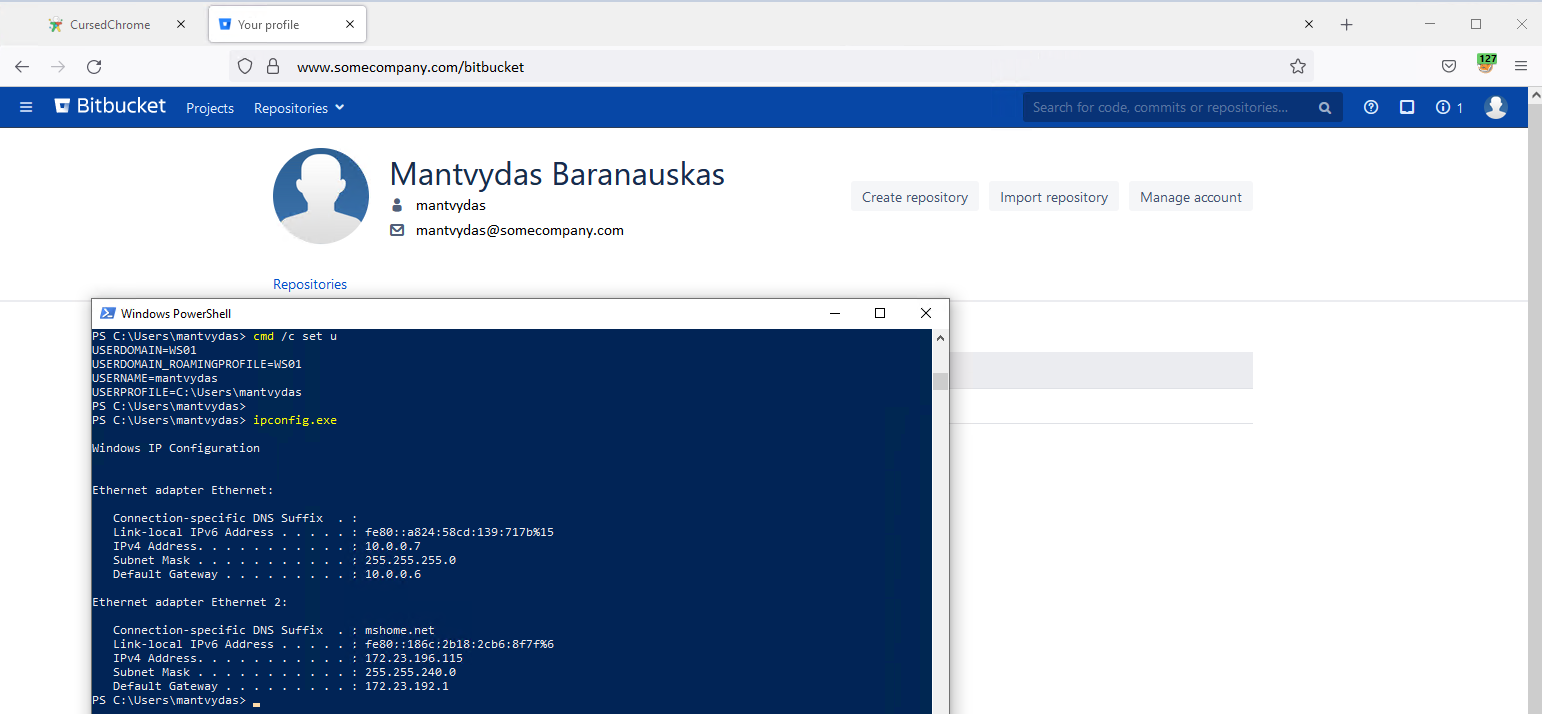 CursedChrome
Your profile
www.somecompany.com/bitbucket
127
Bitbucket Projects Repositories
Search for code, commits or repositories...
1
Mantvydas Baranauskas
mantvydas
mantvydas@somecompany.com
Create repository Import repository Manage account
Repositories
Windows PowerShell
PS C:\Users\mantvydas> cmd /c set u
USERDOMAIN=WS01
USERDOMAIN_ROAMINGPROFILE=WS01
USERNAME=mantvydas
USERPROFILE=C:\Users\mantvydas
PS C:\Users\mantvydas>
PS C:\Users\mantvydas> ipconfig.exe
Windows IP Configuration
Ethernet adapter Ethernet:
Connection-specific DNS Suffix  . :
Link-local IPv6 Address . . . . . : fe80::a824:58cd:139:717b%15
IPv4 Address. . . . . . . . . . . : 10.0.0.7
Subnet Mask . . . . . . . . . . . : 255.255.255.0
Default Gateway . . . . . . . . . : 10.0.0.6
Ethernet adapter Ethernet 2:
Connection-specific DNS Suffix  . : mshome.net
Link-local IPv6 Address . . . . . : fe80::186c:2b18:2cb6:8f7f%6
IPv4 Address. . . . . . . . . . . : 172.23.196.115
Subnet Mask . . . . . . . . . . . : 255.255.240.0
Default Gateway . . . . . . . . . : 172.23.192.1
PS C:\Users\mantvydas>